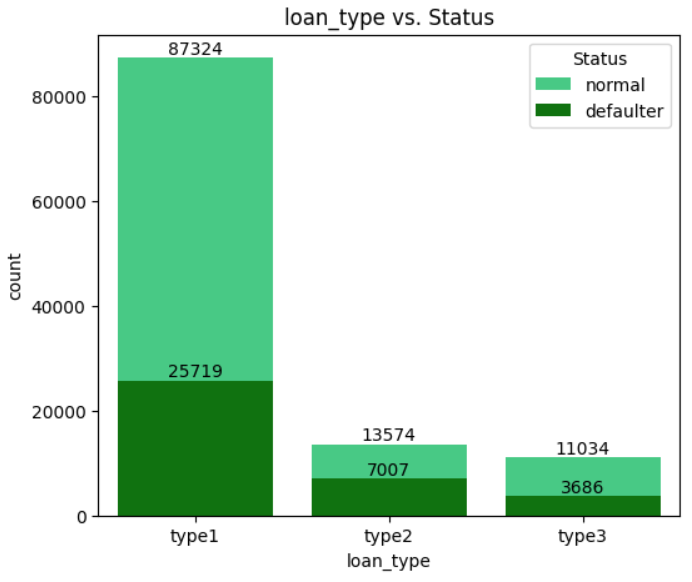 loan_type vs. Status
87324
Status
normal
defaulter
80000
60000
count
40000
25719
20000
13574
11034
7007
3686
0
type1 type2 type3
loan_type